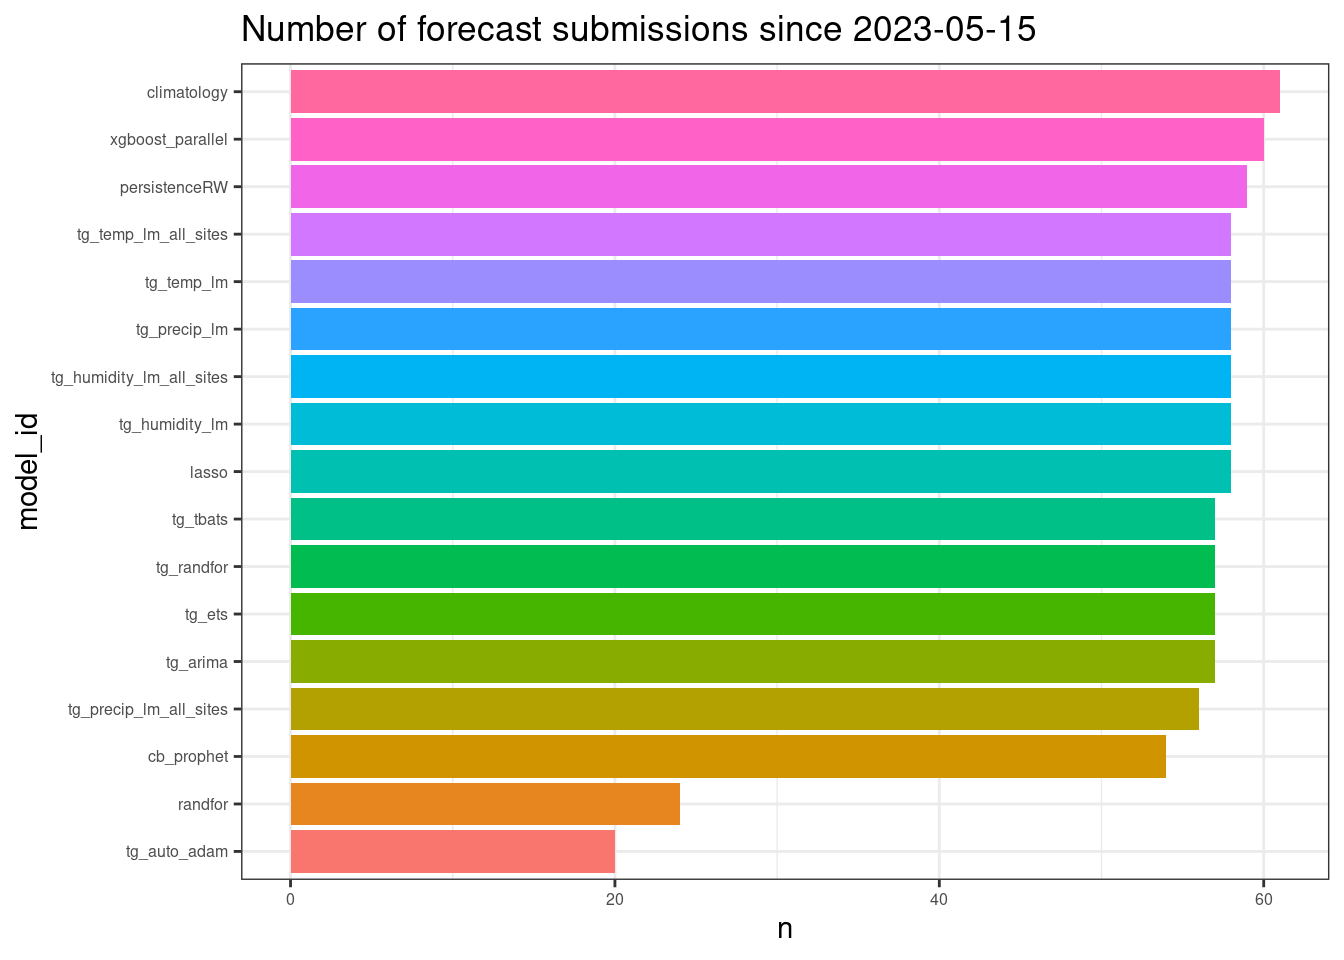 Number of forecast submissions since 2023-05-15
climatology
xgboost_parallel
persistenceRW
tg_temp_lm_all_sites
tg_temp_lm
tg_precip_lm
tg_humidity_lm_all_sites
tg_humidity_lm
lasso
tg_tbats
tg_randfor
tg_ets
tg_arima
tg_precip_lm_all_sites
cb_prophet
randfor
tg_auto_adam
model_id
0 20 40 60
n